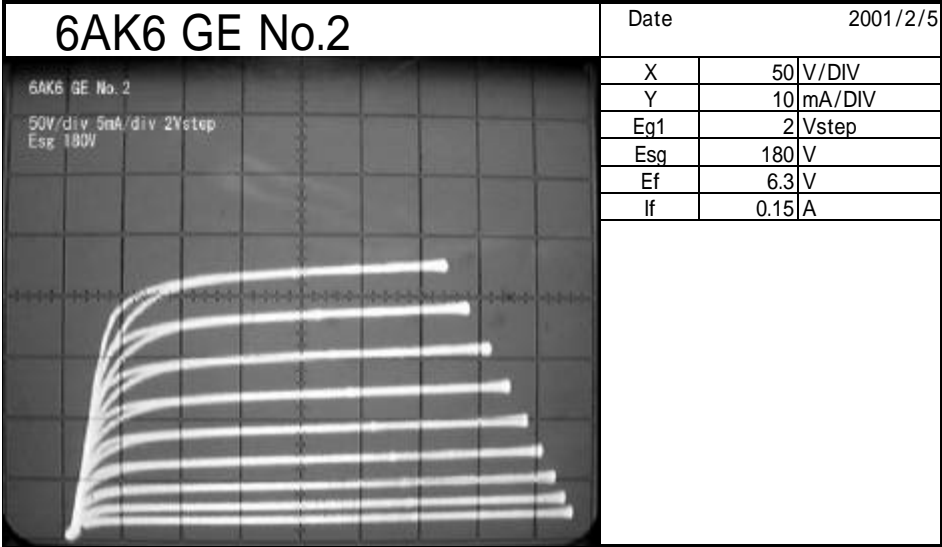 6AK6 GE No.2
Date 2001/2/5
6AK6 GE No.2
50V/div 5mA/div 2Vstep
Esg 180V
X 50 V/DIV
Y 10 mA/DIV
Eg1 2 Vstep
Esg 180 V
Ef 6.3 V
If 0.15 A